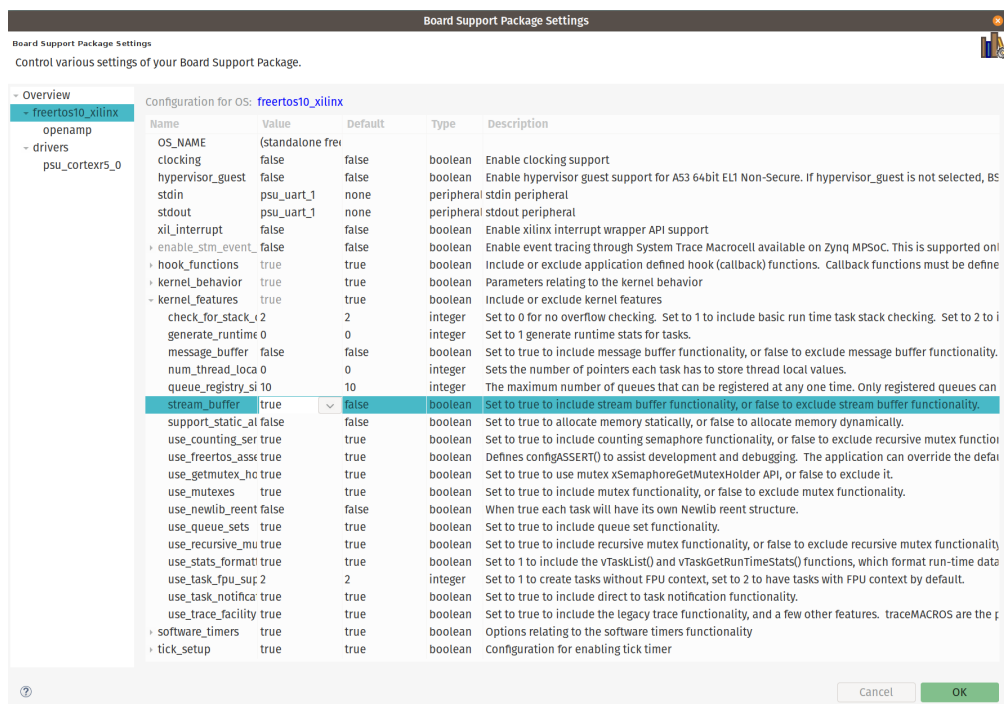 Board Support Package Settings
Board Support Package Settings
Control various settings of your Board Support Package.
Overview
freertos10_xilinx
openamp
drivers
psu_cortexr5_0
Configuration for OS: freertos10_xilinx
Name Value Default Type Description
OS_NAME (standalone free
clocking false false boolean Enable clocking support
hypervisor_guest false false boolean Enable hypervisor guest support for A53 64bit EL1 Non-Secure. If hypervisor_guest is not selected, BS
stdin psu_uart_1 none peripheral stdin peripheral
stdout psu_uart_1 none peripheral stdout peripheral
xil_interrupt false false boolean Enable xilinx interrupt wrapper API support
enable_stm_event_ false false boolean Enable event tracing through System Trace Macrocell available on Zynq MPSoC. This is supported onl
hook_functions true true boolean Include or exclude application defined hook (callback) functions. Callback functions must be define
kernel_behavior true true boolean Parameters relating to the kernel behavior
kernel_features true true boolean Include or exclude kernel features
check_for_stack_c 2 2 integer Set to 0 for no overflow checking. Set to 1 to include basic run time task stack checking. Set to 2 to i
generate_runtime 0 0 integer Set to 1 generate runtime stats for tasks.
message_buffer false false boolean Set to true to include message buffer functionality, or false to exclude message buffer functionality.
num_thread_loca 0 0 integer Sets the number of pointers each task has to store thread local values.
queue_registry_si 10 10 integer The maximum number of queues that can be registered at any one time. Only registered queues can
stream_buffer true false boolean Set to true to include stream buffer functionality, or false to exclude stream buffer functionality.
support_static_al false false boolean Set to true to allocate memory statically, or false to allocate memory dynamically.
use_counting_sem true true boolean Set to true to include counting semaphore functionality, or false to exclude recursive mutex function
use_freertos_asse true true boolean Defines configASSERT() to assist development and debugging. The application can override the defau
use_getmutex_ho true true boolean Set to true to use mutex xSemaphoreGetMutexHolder API, or false to exclude it.
use_mutexes true true boolean Set to true to include mutex functionality, or false to exclude mutex functionality.
use_newlib_reent false false boolean When true each task will have its own Newlib reent structure.
use_queue_sets true true boolean Set to true to include queue set functionality.
use_recursive_mu true true boolean Set to true to include recursive mutex functionality, or false to exclude recursive mutex functionality
use_stats_formatt true true boolean Set to 1 to include the vTaskList() and vTaskGetRunTimeStats() functions, which format run-time data
use_task_fpu_sup 2 2 integer Set to 1 to create tasks without FPU context, set to 2 to have tasks with FPU context by default.
use_task_notifica true true boolean Set to true to include direct to task notification functionality.
use_trace_facility true true boolean Set to true to include the legacy trace functionality, and a few other features. traceMACROS are the p
software_timers true true boolean Options relating to the software timers functionality
tick_setup true true boolean Configuration for enabling tick timer
Cancel OK